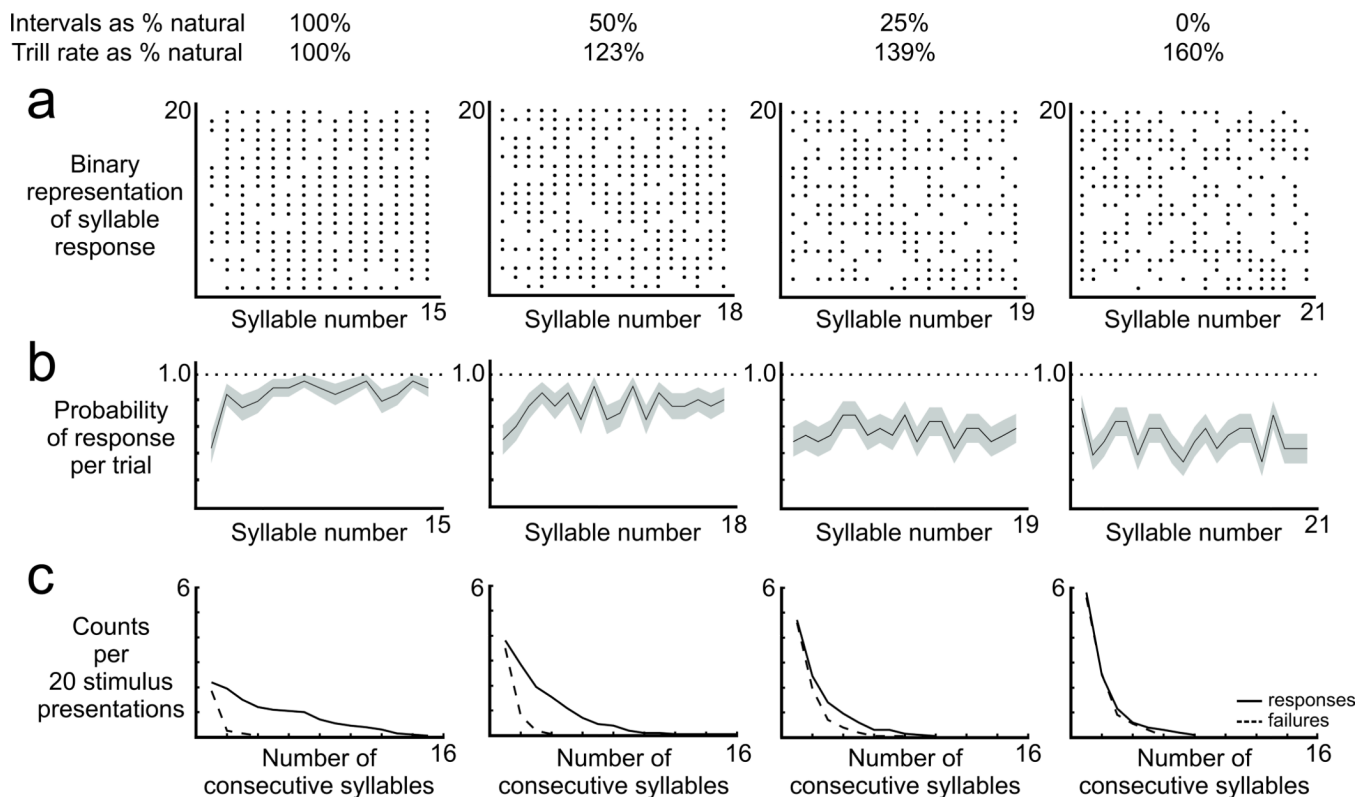 Intervals as % natural 100% 50% 25% 0%
Trill rate as % natural 100% 123% 139% 160%
a
20 20 20 20
Binary
representation
of syllable
response
Syllable number 15 Syllable number 18 Syllable number 19 Syllable number 21
b
1.0 1.0 1.0 1.0
Probability
of response
per trial
Syllable number 15 Syllable number 18 Syllable number 19 Syllable number 21
c
6 6 6 6
Counts
per
20 stimulus
presentations
responses
failures
Number of 16 Number of 16 Number of 16 Number of 16
consecutive syllables consecutive syllables consecutive syllables consecutive syllables